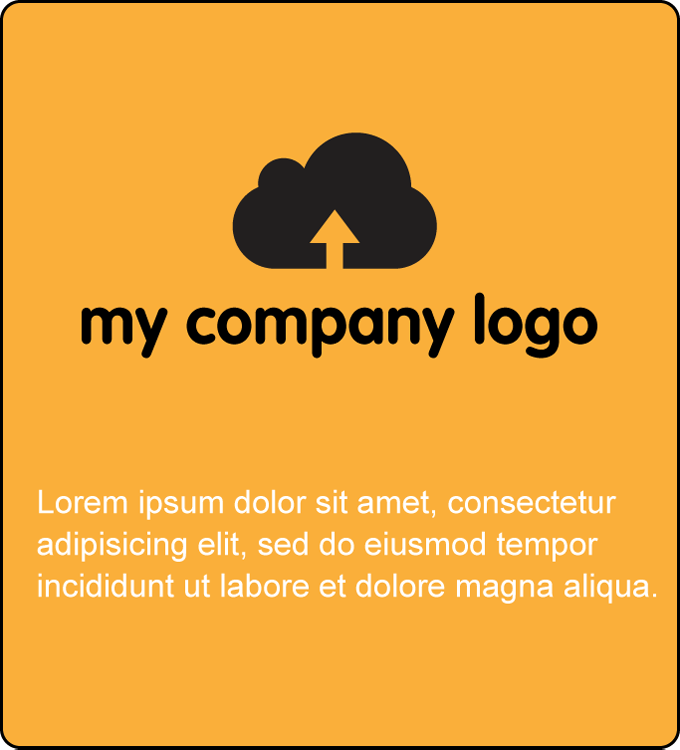 my company logo
Lorem ipsum dolor sit amet, consectetur
adipisicing elit, sed do eiusmod tempor
incididunt ut labore et dolore magna aliqua.